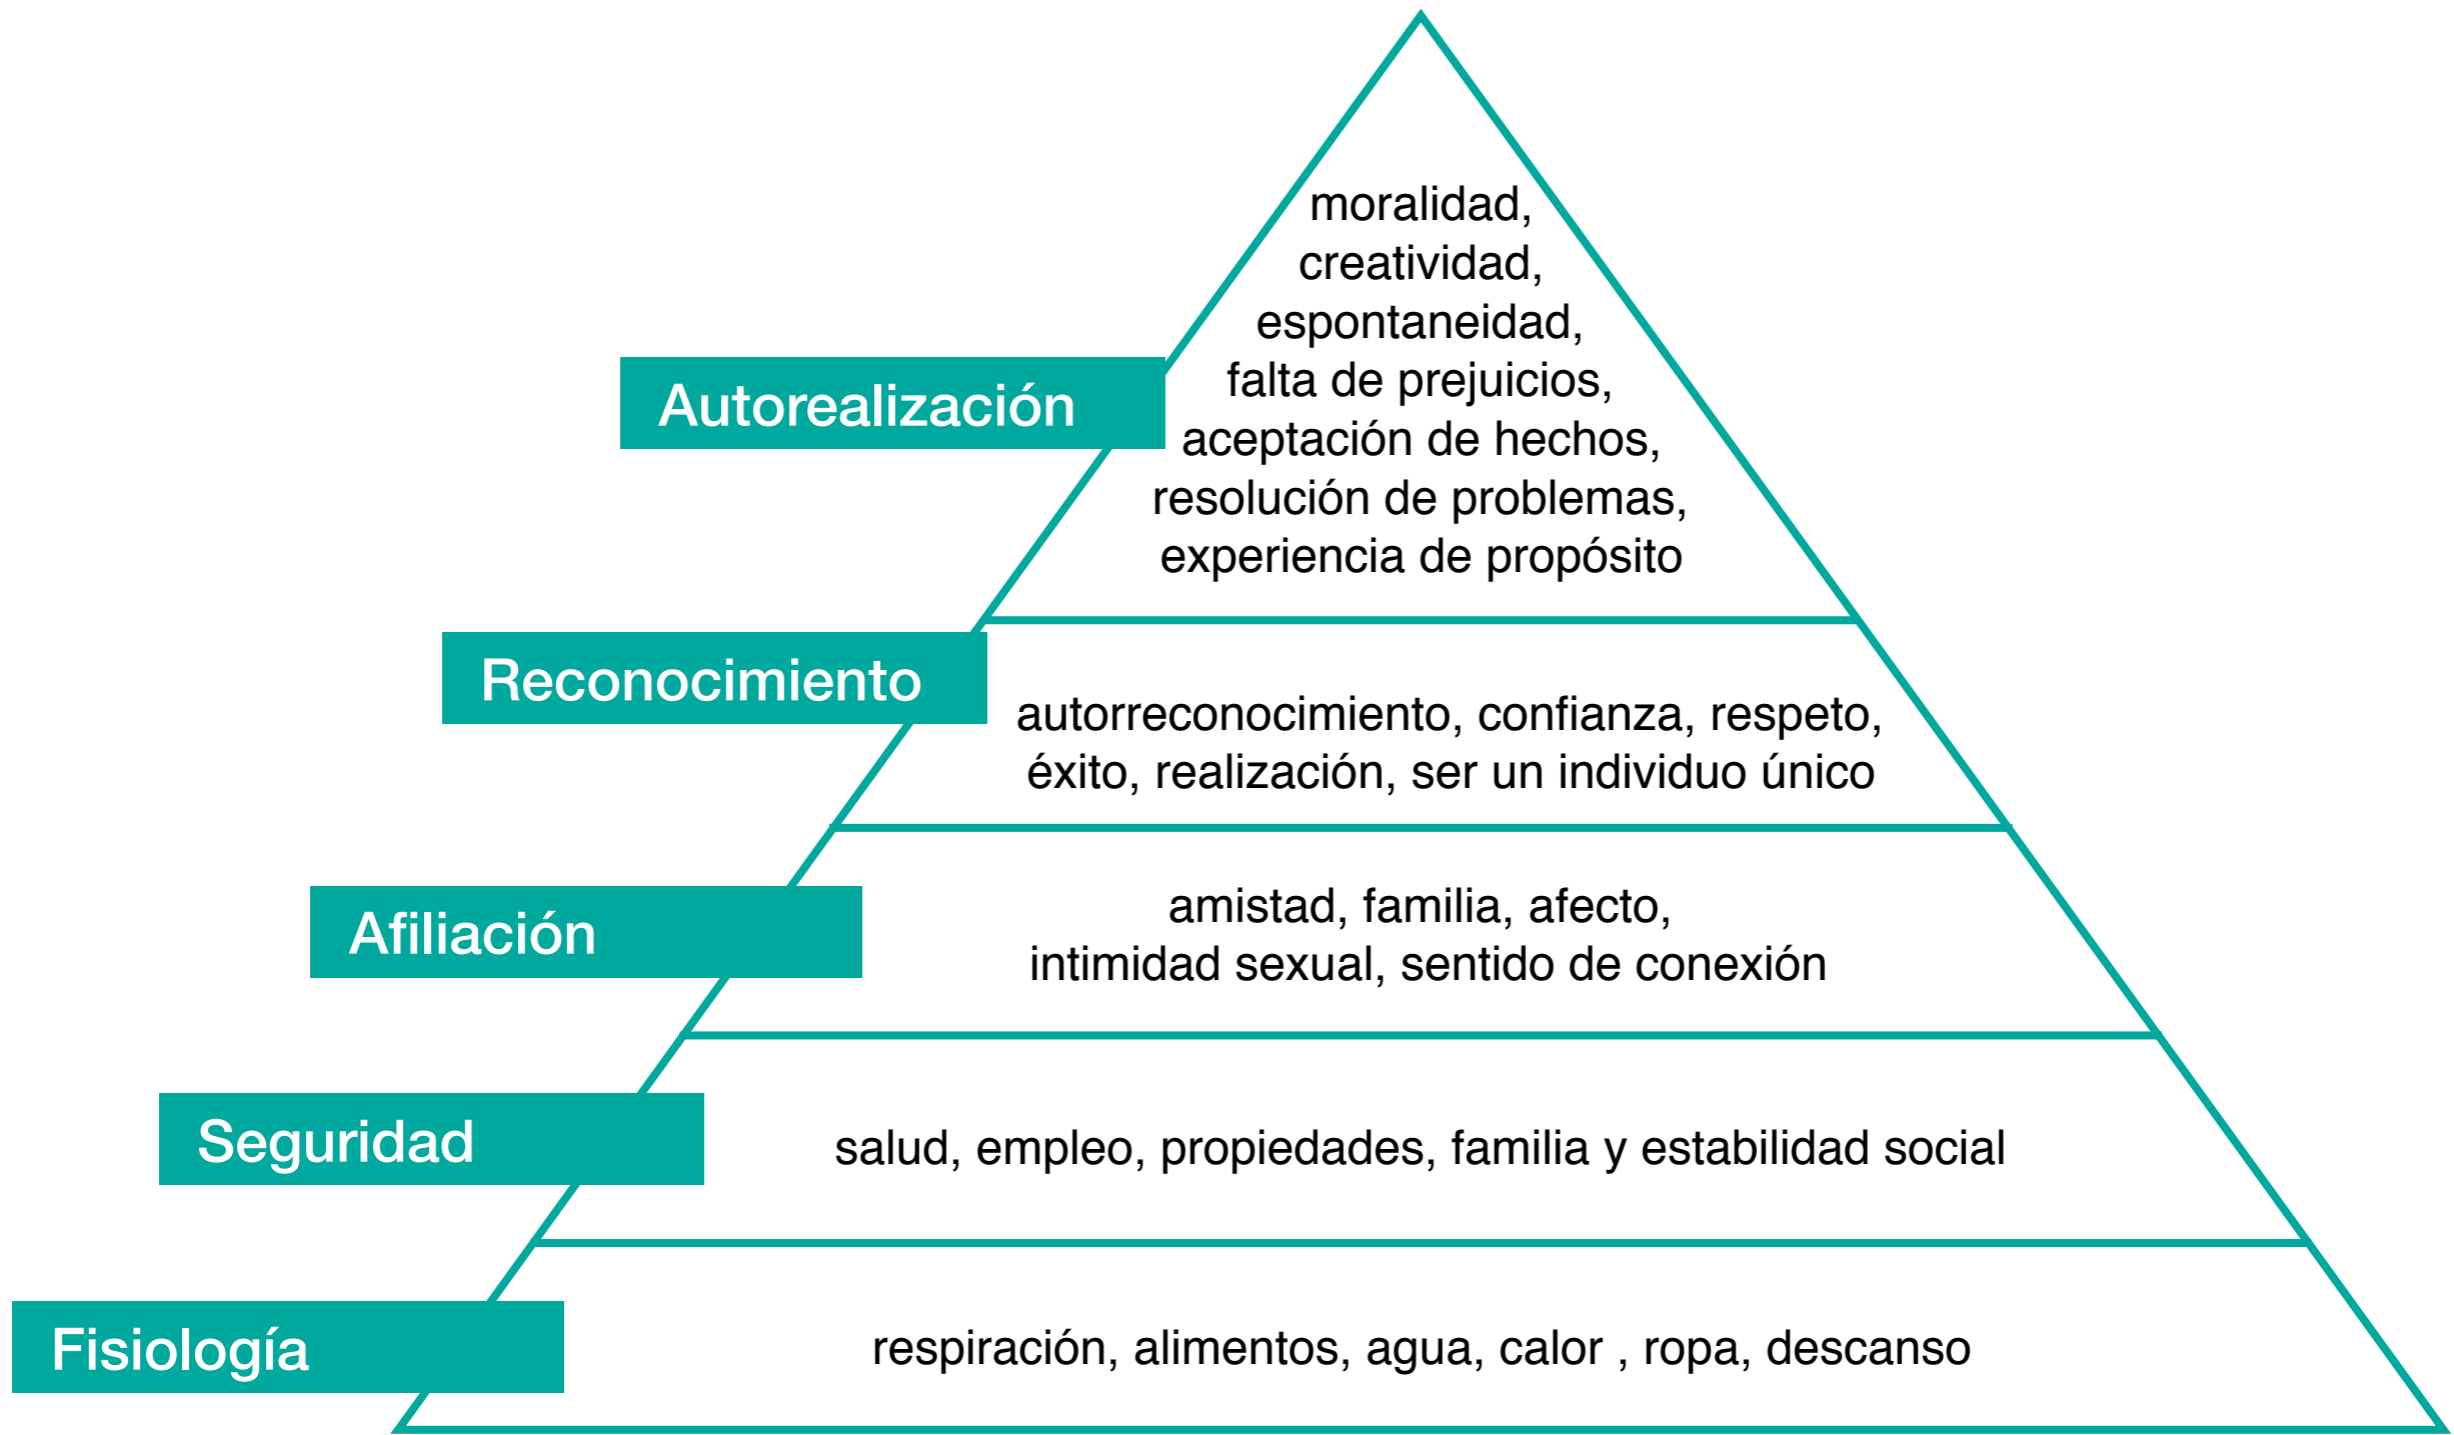 moralidad,
creatividad,
espontaneidad,
falta de prejuicios,
Autorealización
aceptación de hechos,
resolución de problemas,
experiencia de propósito
Reconocimiento
autorreconocimiento, confianza, respeto,
éxito, realización, ser un individuo único
Afiliación
amistad, familia, afecto,
intimidad sexual, sentido de conexión
Seguridad
salud, empleo, propiedades, familia y estabilidad social
Fisiología
respiración, alimentos, agua, calor , ropa, descanso